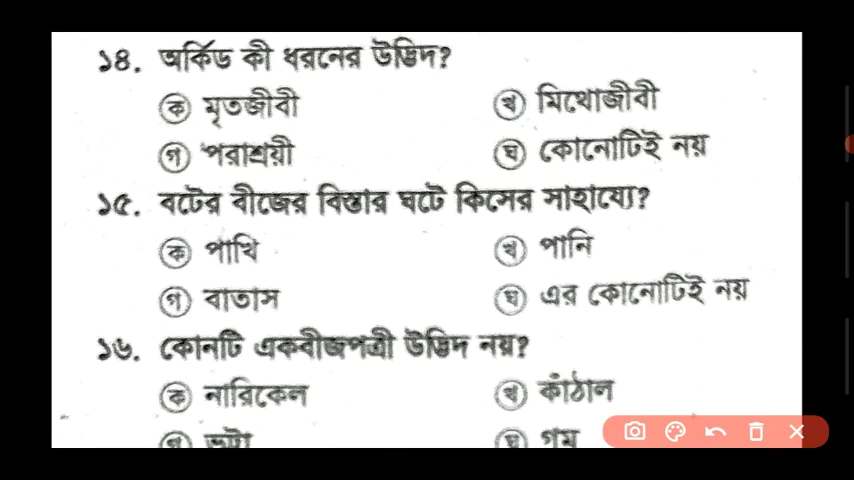 ১৪. অর্কিড কী ধরনের উদ্ভিদ?
ক মৃতজীবী খ মিথোজীবী
গ পরাশ্রয়ী ঘ কোনোটিই নয়
১৫. বটের বীজের বিস্তার ঘটে কিসের সাহায্যে?
ক পাখি খ পানি
গ বাতাস ঘ এর কোনোটিই নয়
১৬. কোনটি একবীজপত্রী উদ্ভিদ নয়?
ক নারিকেল খ কাঁঠাল
গ ভুট্টা ঘ গম